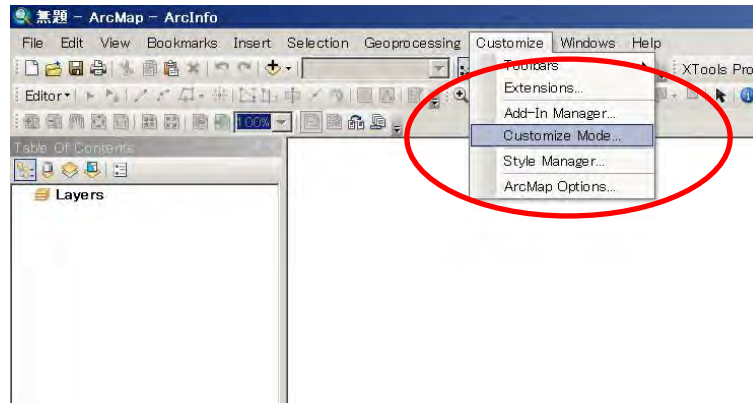 無題 - ArcMap - ArcInfo
File Edit View Bookmarks Insert Selection Geoprocessing Customize Windows Help
Toolbars
XTools Pro
Editor
Extensions...
Add-In Manager...
100%
Customize Mode...
Table Of Contents
Style Manager...
Layers
ArcMap Options...